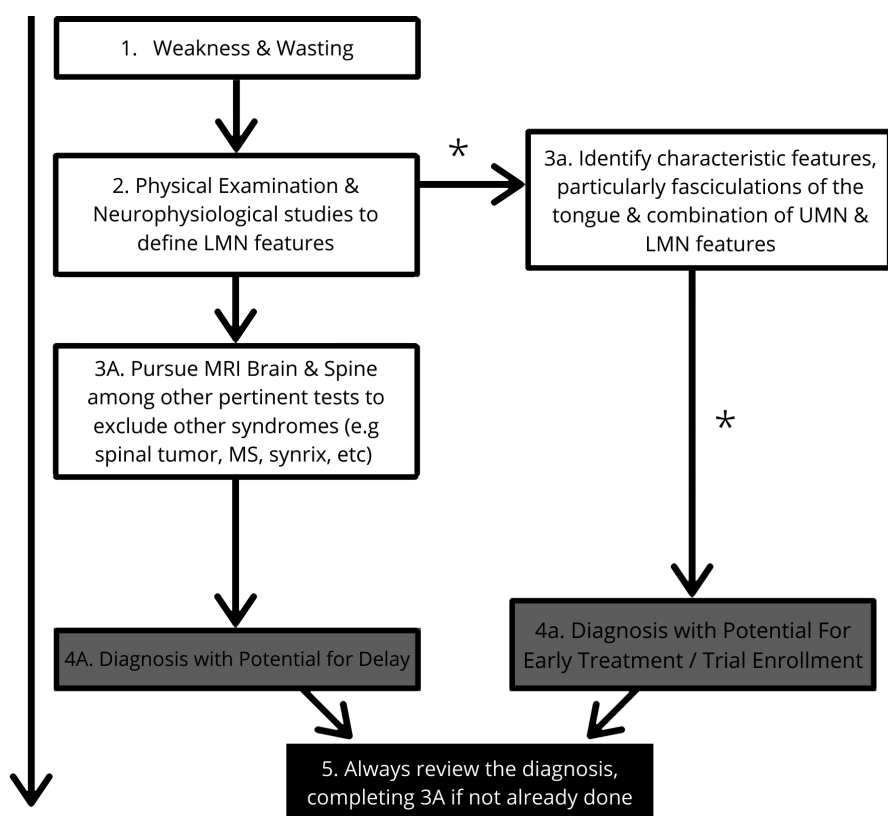 1. Weakness & Wasting
2. Physical Examination &
Neurophysiological studies to
define LMN features
*
3a. Identify characteristic features,
particularly fasciculations of the
tongue & combination of UMN &
LMN features
3A. Pursue MRI Brain & Spine
among other pertinent tests to
exclude other syndromes (e.g
spinal tumor, MS, synrix, etc)
*
4A. Diagnosis with Potential for Delay
4a. Diagnosis with Potential For
Early Treatment / Trial Enrollment
5. Always review the diagnosis,
completing 3A if not already done